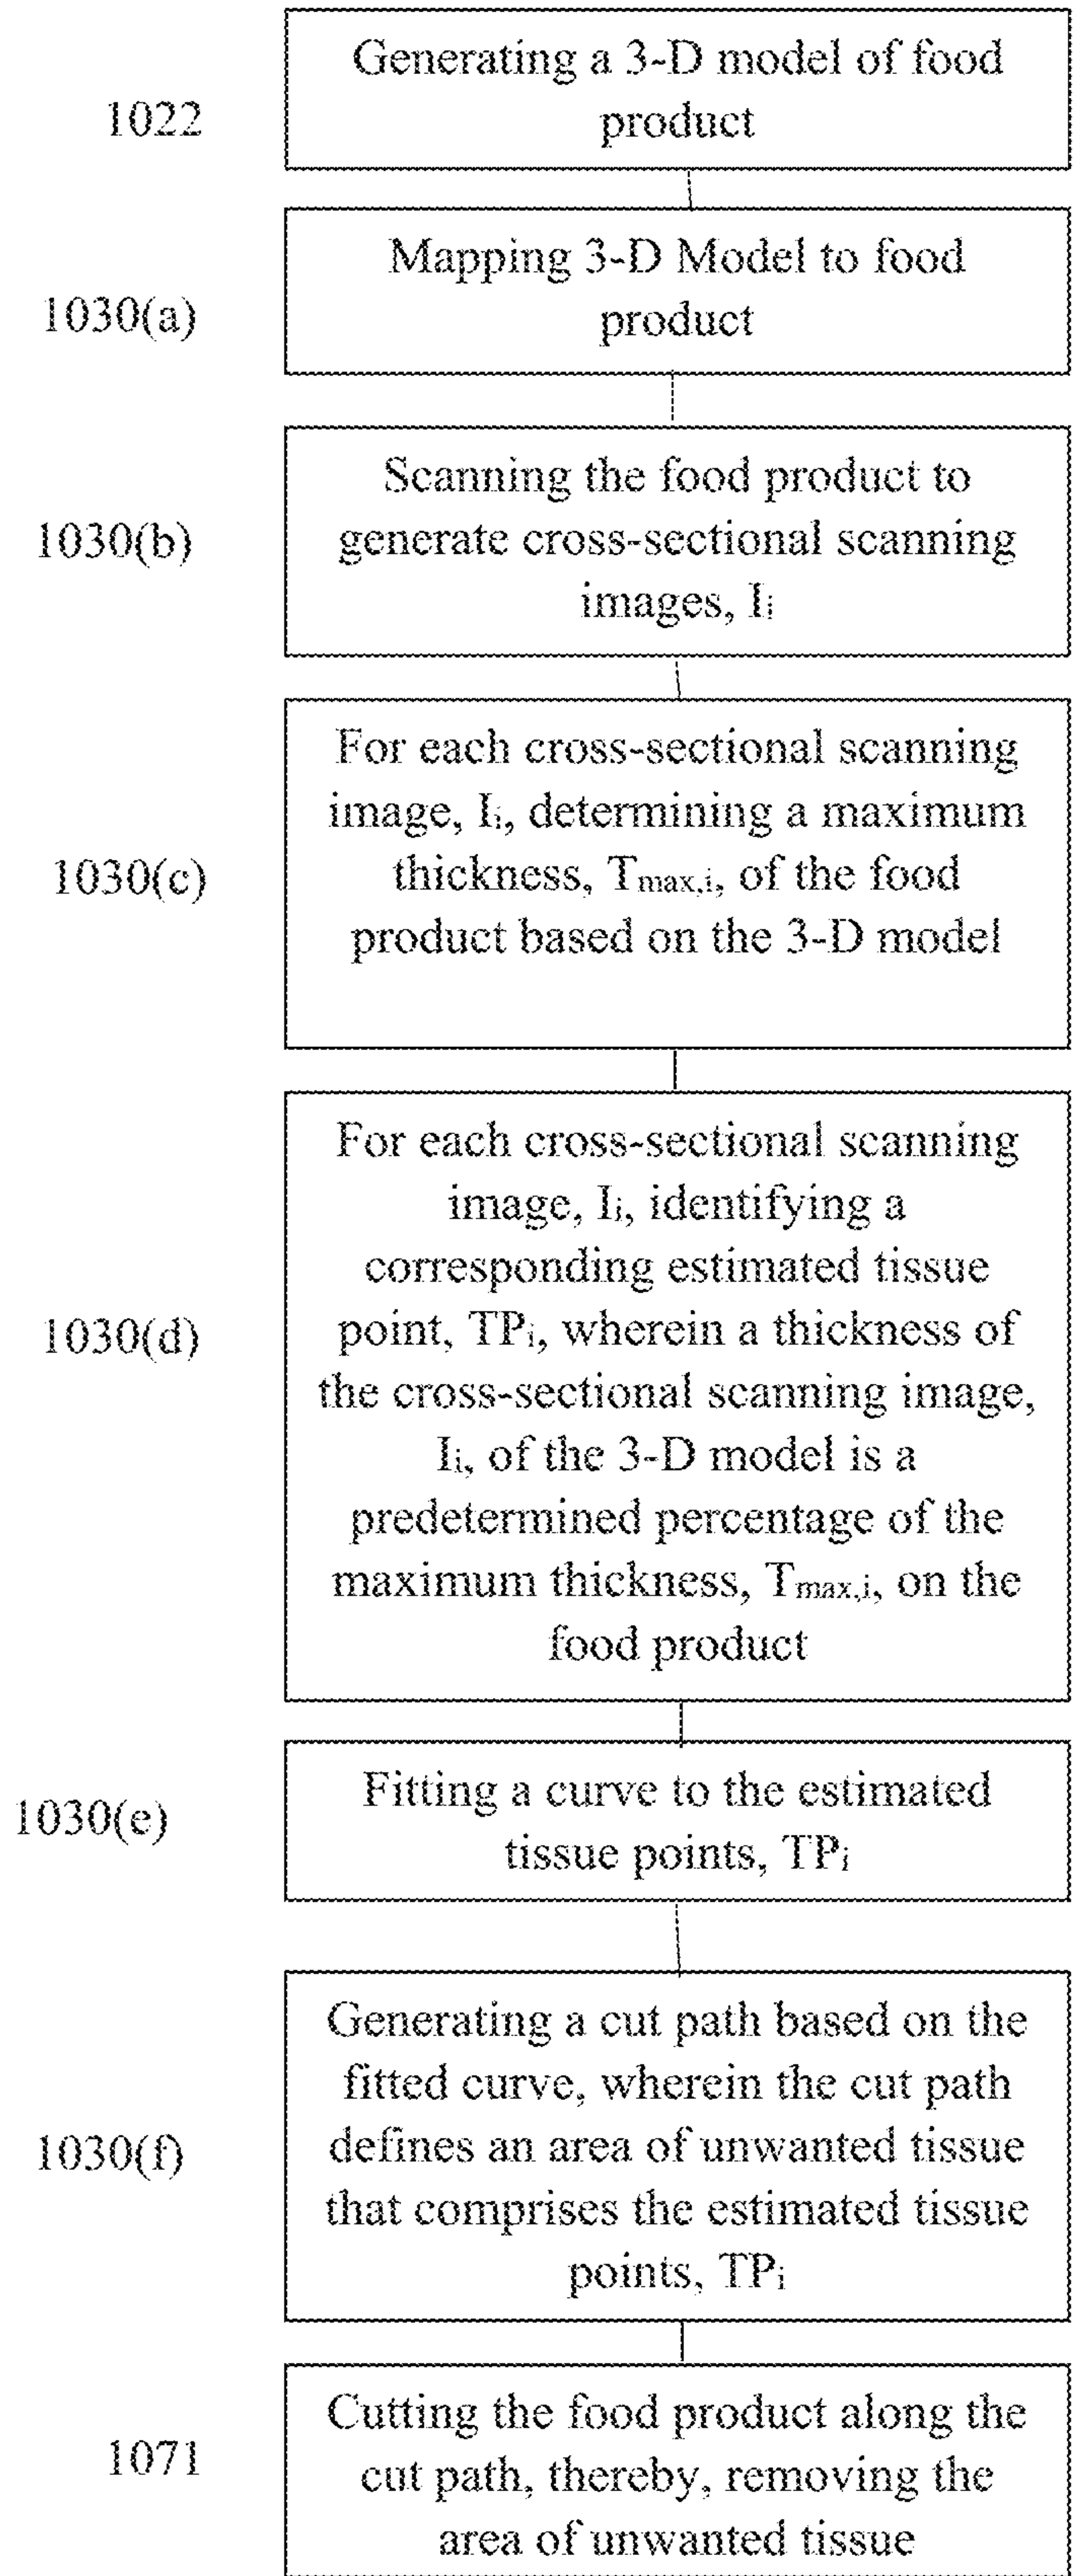 Generating a 3-D model of food
product
1022
Mapping 3-D Model to food
product
1030(a)
Scanning the food product to
generate cross-sectional scanning
images, Ii
1030(b)
For each cross-sectional scanning
image, Ii, determining a maximum
thickness, Tmax,i, of the food
product based on the 3-D model
1030(c)
For each cross-sectional scanning
image, Ii, identifying a
corresponding estimated tissue
point, TPi, wherein a thickness of
the cross-sectional scanning image,
Ii, of the 3-D model is a
predetermined percentage of the
maximum thickness, Tmax,i, on the
food product
1030(d)
Fitting a curve to the estimated
tissue points, TPi
1030(e)
Generating a cut path based on the
fitted curve, wherein the cut path
defines an area of unwanted tissue
that comprises the estimated tissue
points, TPi
1030(f)
Cutting the food product along the
cut path, thereby, removing the
area of unwanted tissue
1071